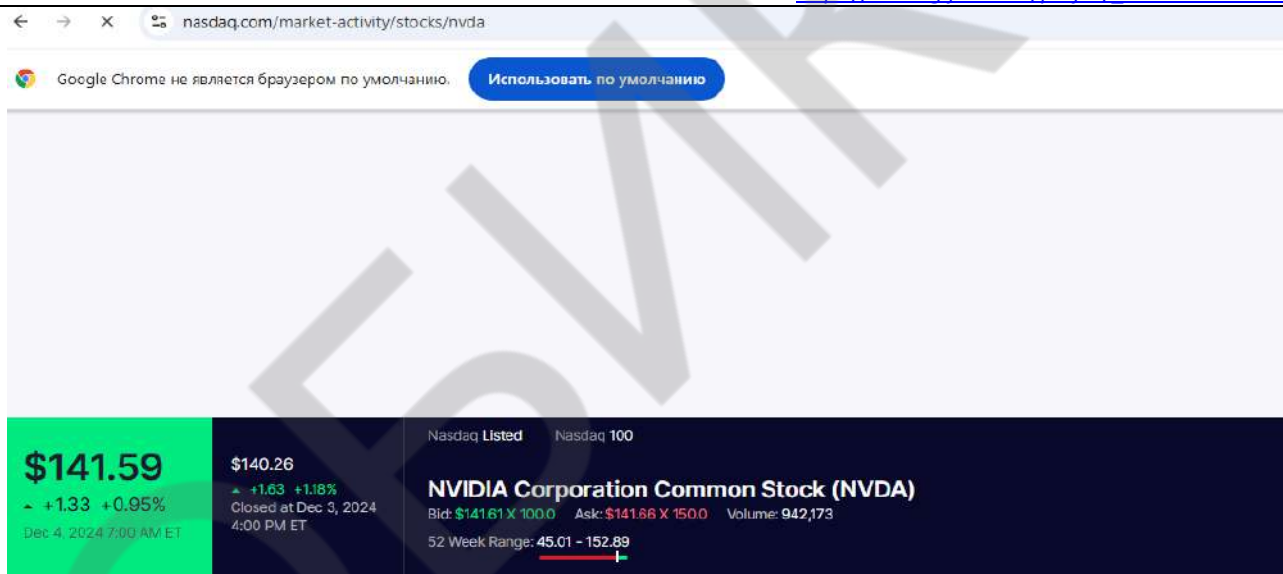 nasdaq.com/market-activity/stocks/nvda
Google Chrome не является браузером по умолчанию. Использовать по умолчанию
Nasdaq Listed Nasdaq 100
$141.59
+1.33 +0.95%
Dec 4, 2024 7:00 AM ET
$140.26
+1.63 +1.18%
Closed at Dec 3, 2024
4:00 PM ET
NVIDIA Corporation Common Stock (NVDA)
Bid: $141.61 X 100.0 Ask: $141.66 X 150.0 Volume: 942,173
52 Week Range: 45.01 - 152.89